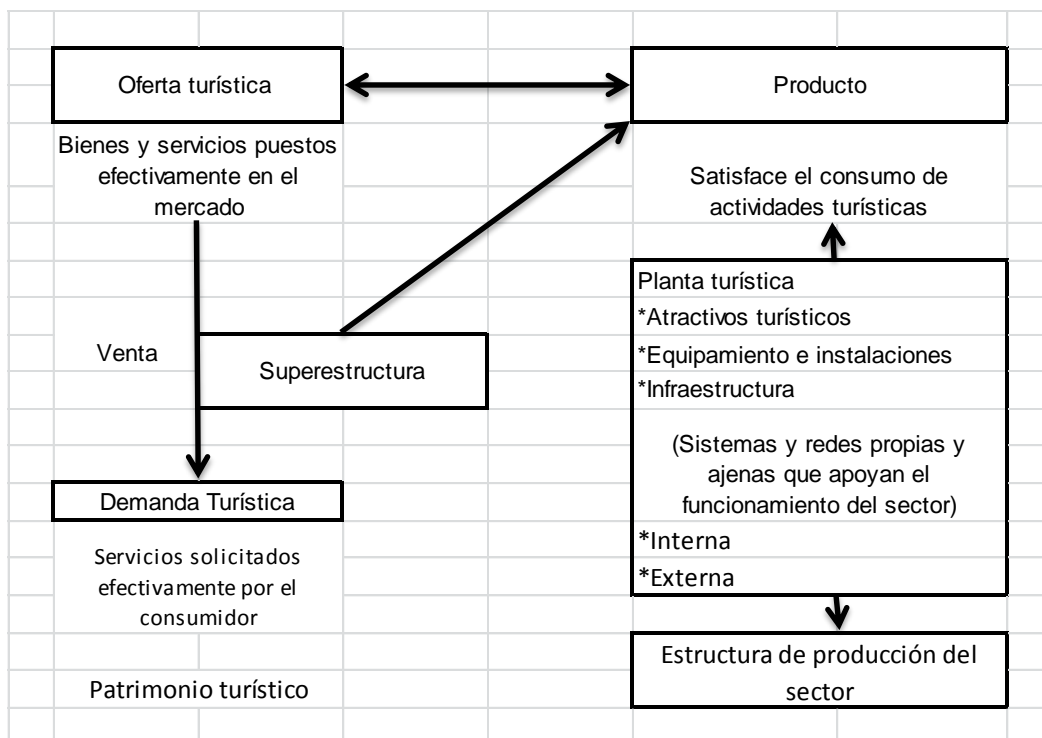 Oferta turística
Producto
Bienes y servicios puestos
efectivamente en el
mercado
Satisface el consumo de
actividades turísticas
Planta turística
*Atractivos turísticos
*Equipamiento e instalaciones
*Infraestructura
(Sistemas y redes propias y
ajenas que apoyan el
funcionamiento del sector)
*Interna
*Externa
Venta
Superestructura
Demanda Turística
Servicios solicitados
efectivamente por el
consumidor
Estructura de producción del
sector
Patrimonio turístico